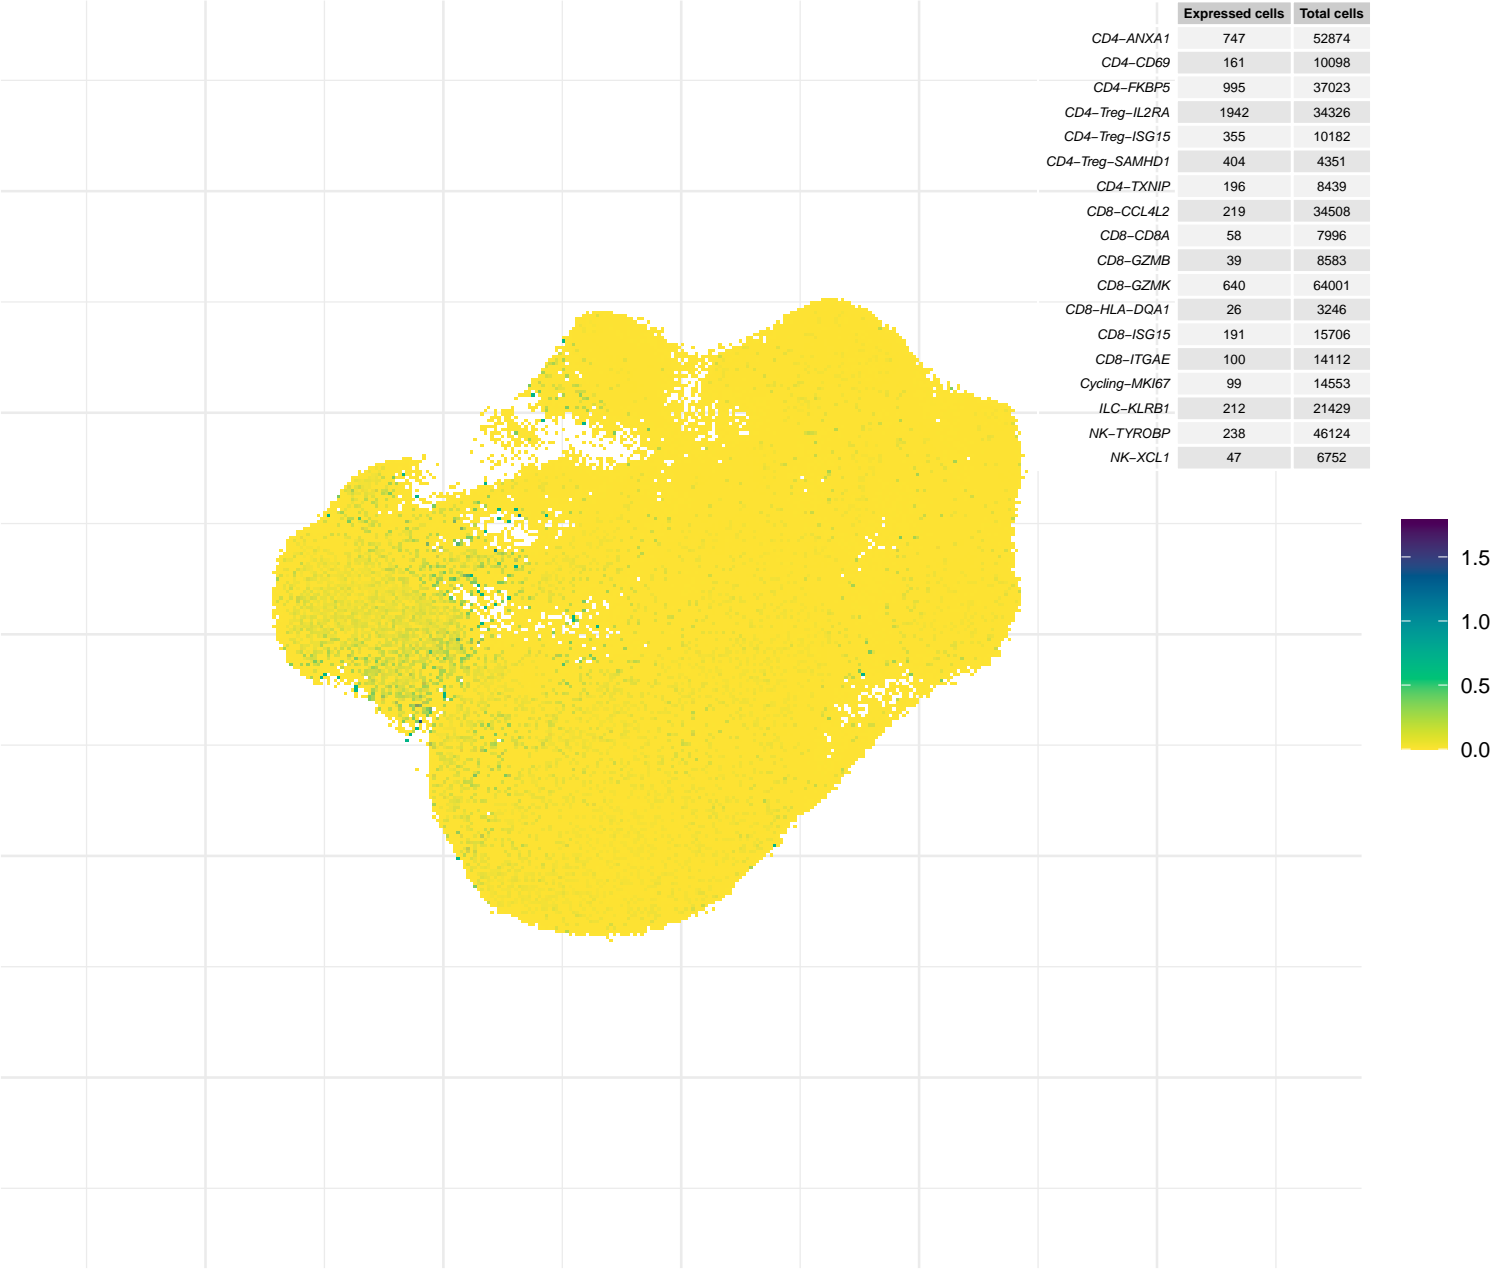 Expressed cells Total cells
CD4−ANXA1 747 52874
CD4−CD69 161 10098
CD4−FKBP5 995 37023
CD4−Treg−IL2RA 1942 34326
CD4−Treg−ISG15 355 10182
CD4−Treg−SAMHD1 404 4351
CD4−TXNIP 196 8439
CD8−CCL4L2 219 34508
CD8−CD8A 58 7996
CD8−GZMB 39 8583
CD8−GZMK 640 64001
CD8−HLA−DQA1 26 3246
CD8−ISG15 191 15706
CD8−ITGAE 100 14112
Cycling−MKI67 99 14553
ILC−KLRB1 212 21429
NK−TYROBP 238 46124
NK−XCL1 47 6752
1.5
1.0
0.5
0.0